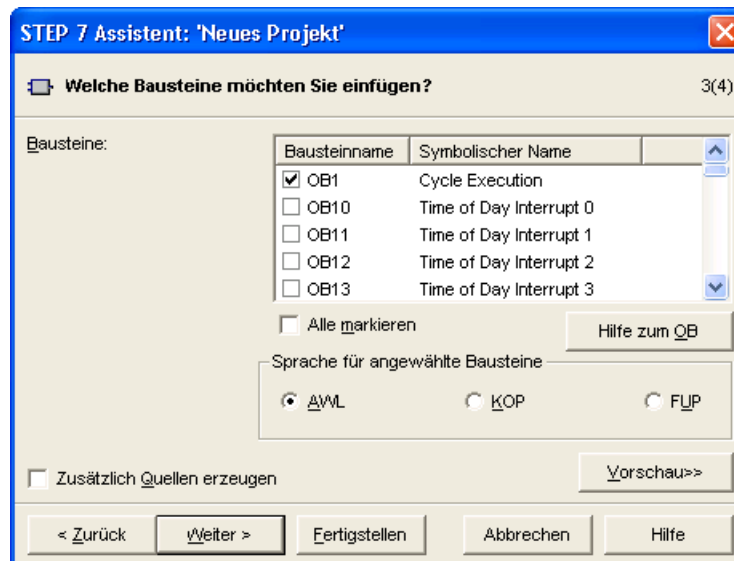 STEP 7 Assistent: 'Neues Projekt'
Welche Bausteine möchten Sie einfügen? 3(4)
Bausteine:
Bausteinname Symbolischer Name
OB1 Cycle Execution
OB10 Time of Day Interrupt 0
OB11 Time of Day Interrupt 1
OB12 Time of Day Interrupt 2
OB13 Time of Day Interrupt 3
Alle markieren
Hilfe zum OB
Sprache für angewählte Bausteine
AWL KOP FUP
Vorschau>>
Zusätzlich Quellen erzeugen
< Zurück Weiter > Fertigstellen Abbrechen Hilfe